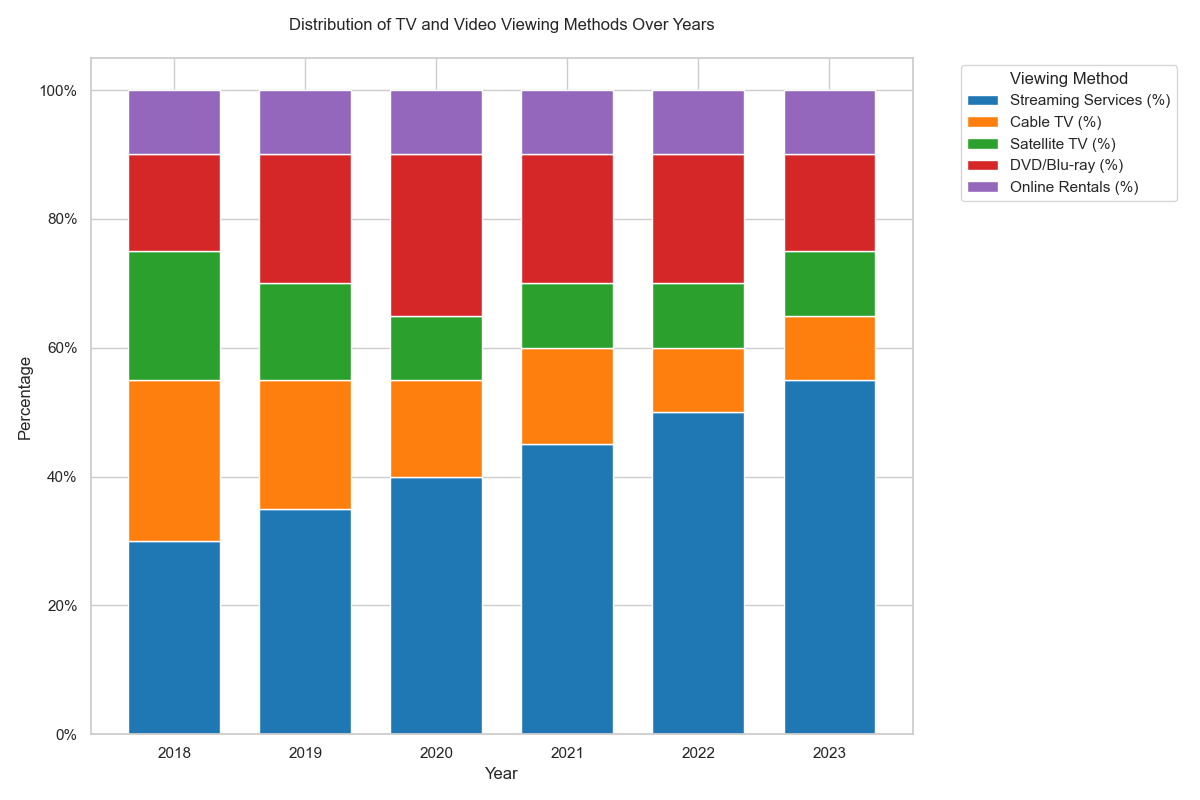 Distribution of TV and Video Viewing Methods Over Years
100%
80%
60%
40%
20%
0%
Percentage
2018 2019 2020 2021 2022 2023
Year
Viewing Method
Streaming Services (%)
Cable TV (%)
Satellite TV (%)
DVD/Blu-ray (%)
Online Rentals (%)